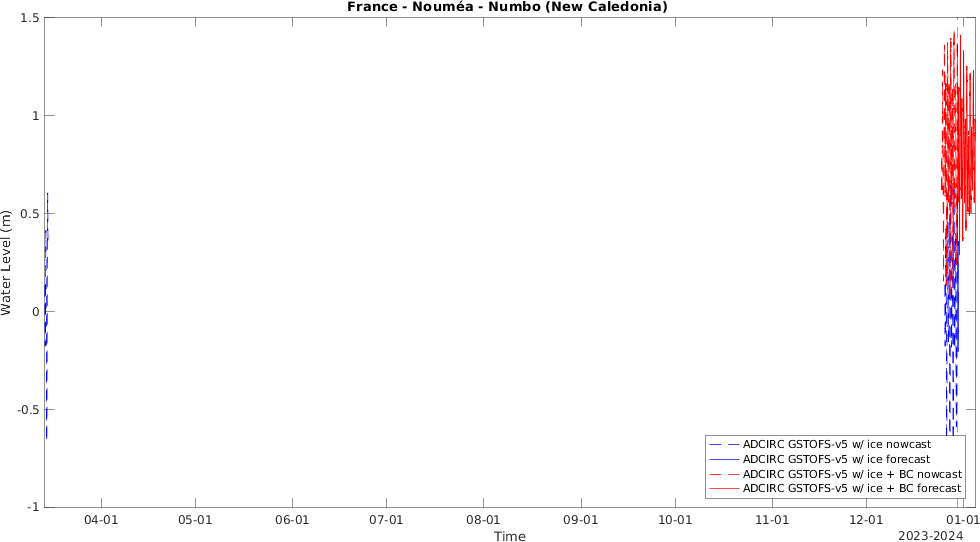 France - Nouméa - Numbo (New Caledonia)
1.5
1
0.5
0
-0.5
-1
Water Level (m)
ADCIRC GSTOFS-v5 w/ ice nowcast
ADCIRC GSTOFS-v5 w/ ice forecast
ADCIRC GSTOFS-v5 w/ ice + BC nowcast
ADCIRC GSTOFS-v5 w/ ice + BC forecast
04-01 05-01 06-01 07-01 08-01 09-01 10-01 11-01 12-01 01-01
Time
2023-2024